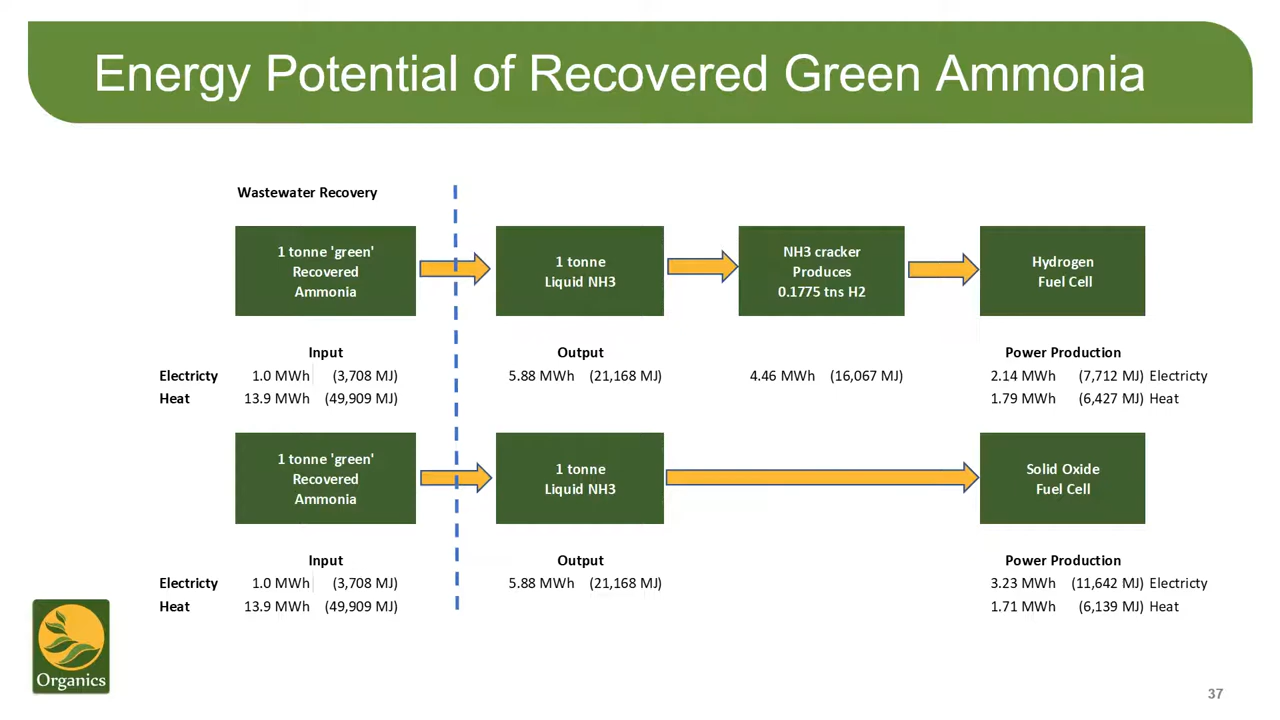 Energy Potential of Recovered Green Ammonia
Wastewater Recovery
1 tonne 'green'
Recovered
Ammonia
1 tonne
Liquid NH3
NH3 cracker
Produces
0.1775 tns H2
Hydrogen
Fuel Cell
Input
Output
Power Production
Electricty 1.0 MWh (3,708 MJ) 5.88 MWh (21,168 MJ) 4.46 MWh (16,067 MJ) 2.14 MWh (7,712 MJ) Electricty
Heat 13.9 MWh (49,909 MJ) 1.79 MWh (6,427 MJ) Heat
1 tonne 'green'
Recovered
Ammonia
1 tonne
Liquid NH3
Solid Oxide
Fuel Cell
Input
Output
Power Production
Electricty 1.0 MWh (3,708 MJ) 5.88 MWh (21,168 MJ) 3.23 MWh (11,642 MJ) Electricty
Heat 13.9 MWh (49,909 MJ) 1.71 MWh (6,139 MJ) Heat
Organics
37